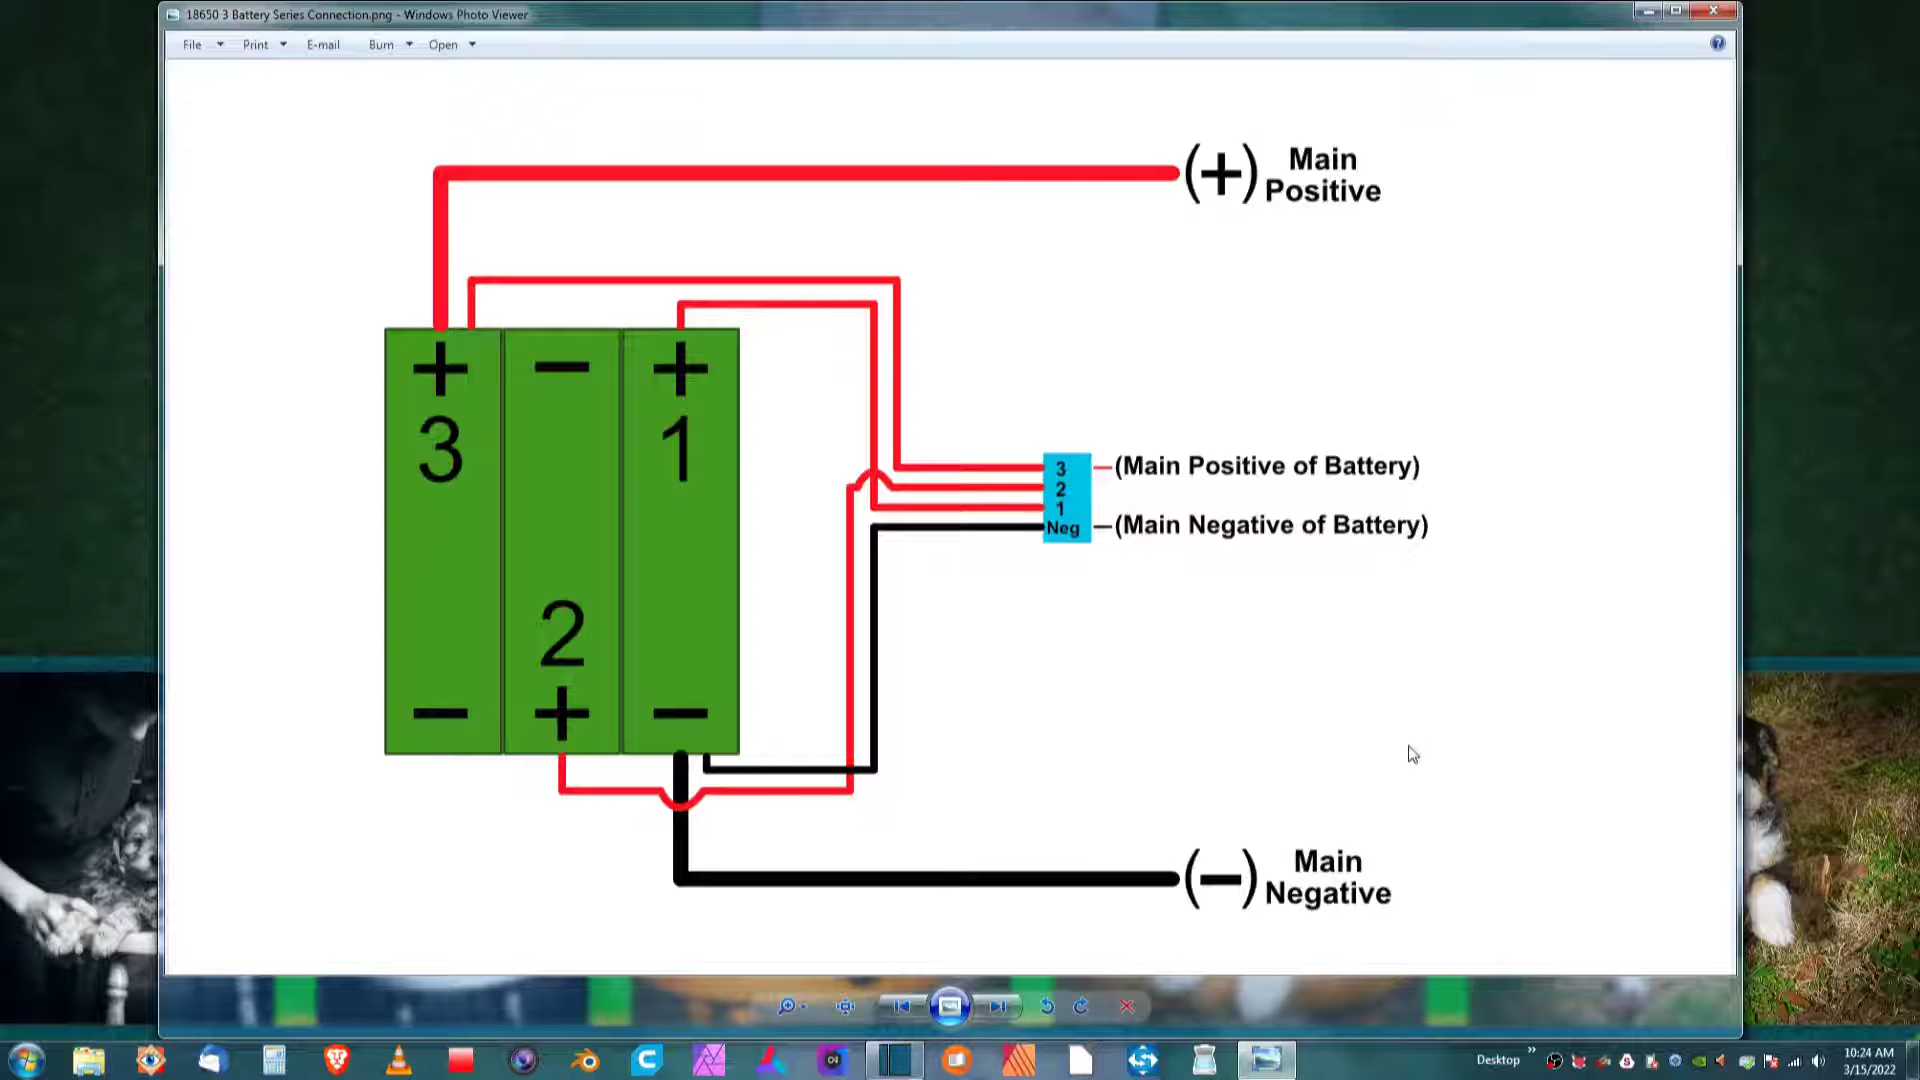 18650 3 Battery Series Connection.png - Windows Photo Viewer
File Print E-mail Burn Open
(+) Main Positive
+ − +
3 1
3 —(Main Positive of Battery)
2
1
Neg —(Main Negative of Battery)
2
− + −
(−) Main Negative
Desktop »
10:24 AM
3/15/2022